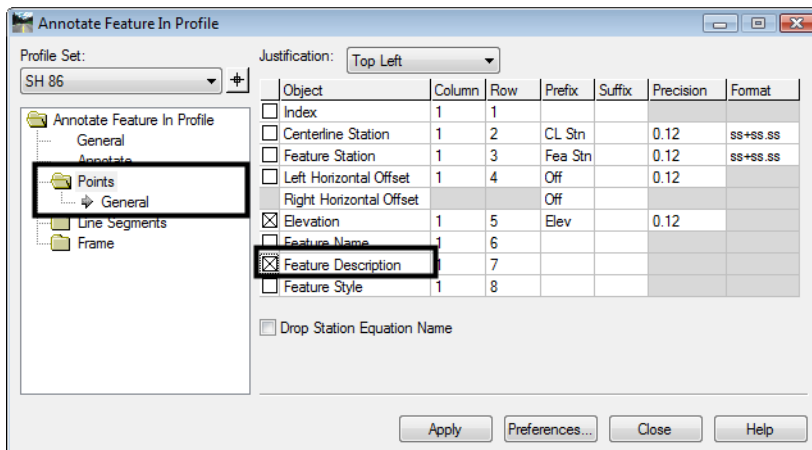 Annotate Feature In Profile
Profile Set:
SH 86
Annotate Feature In Profile
General
Annotate
Points
General
Line Segments
Frame
Justification: Top Left
Object Column Row Prefix Suffix Precision Format
Index 1 1
Centerline Station 1 2 CL Stn 0.12 ss+ss.ss
Feature Station 1 3 Fea Stn 0.12 ss+ss.ss
Left Horizontal Offset 1 4 Off 0.12
Right Horizontal Offset Off
Elevation 1 5 Elev 0.12
Feature Name 1 6
Feature Description 1 7
Feature Style 1 8
Drop Station Equation Name
Apply Preferences... Close Help